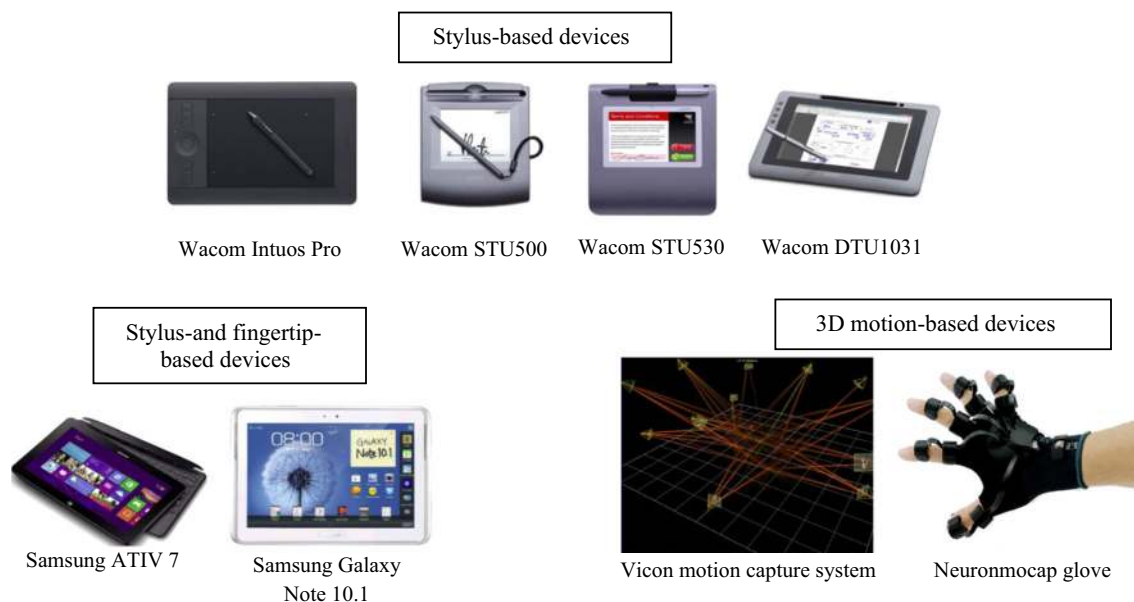 Stylus-based devices
Wacom Intuos Pro
Wacom STU500
Wacom STU530
Wacom DTU1031
Stylus-and fingertip-
based devices
3D motion-based devices
08:00
GALAXY
Note 10.1
Samsung ATIV 7
Samsung Galaxy
Note 10.1
Vicon motion capture system
Neuronmocap glove